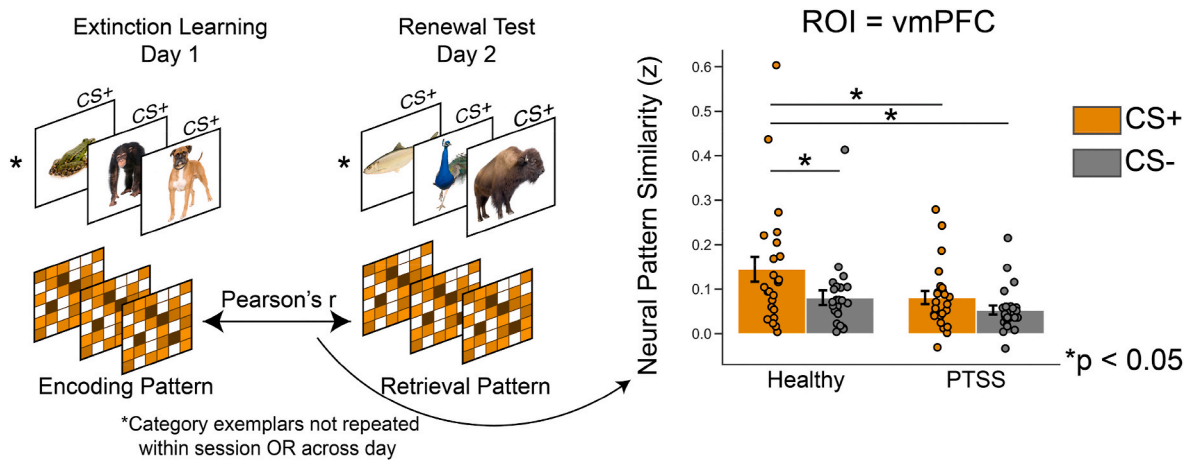 Extinction Learning
Day 1
CS+
CS+
CS+
*
Renewal Test
Day 2
CS+
CS+
CS+
*
Pearson's r
Encoding Pattern
Retrieval Pattern
*Category exemplars not repeated
within session OR across day
ROI = vmPFC
Neural Pattern Similarity (z)
0.6
0.5
0.4
0.3
0.2
0.1
0.0
*
*
*
Healthy
PTSS
CS+
CS-
*p < 0.05